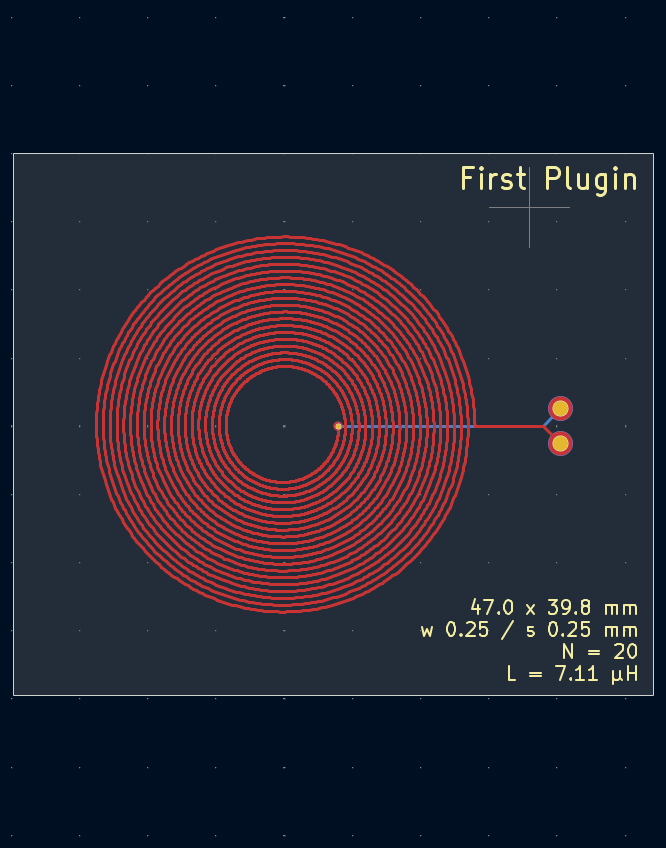 First Plugin
47.0 x 39.8 mm
w 0.25 / s 0.25 mm
N = 20
L = 7.11 µH